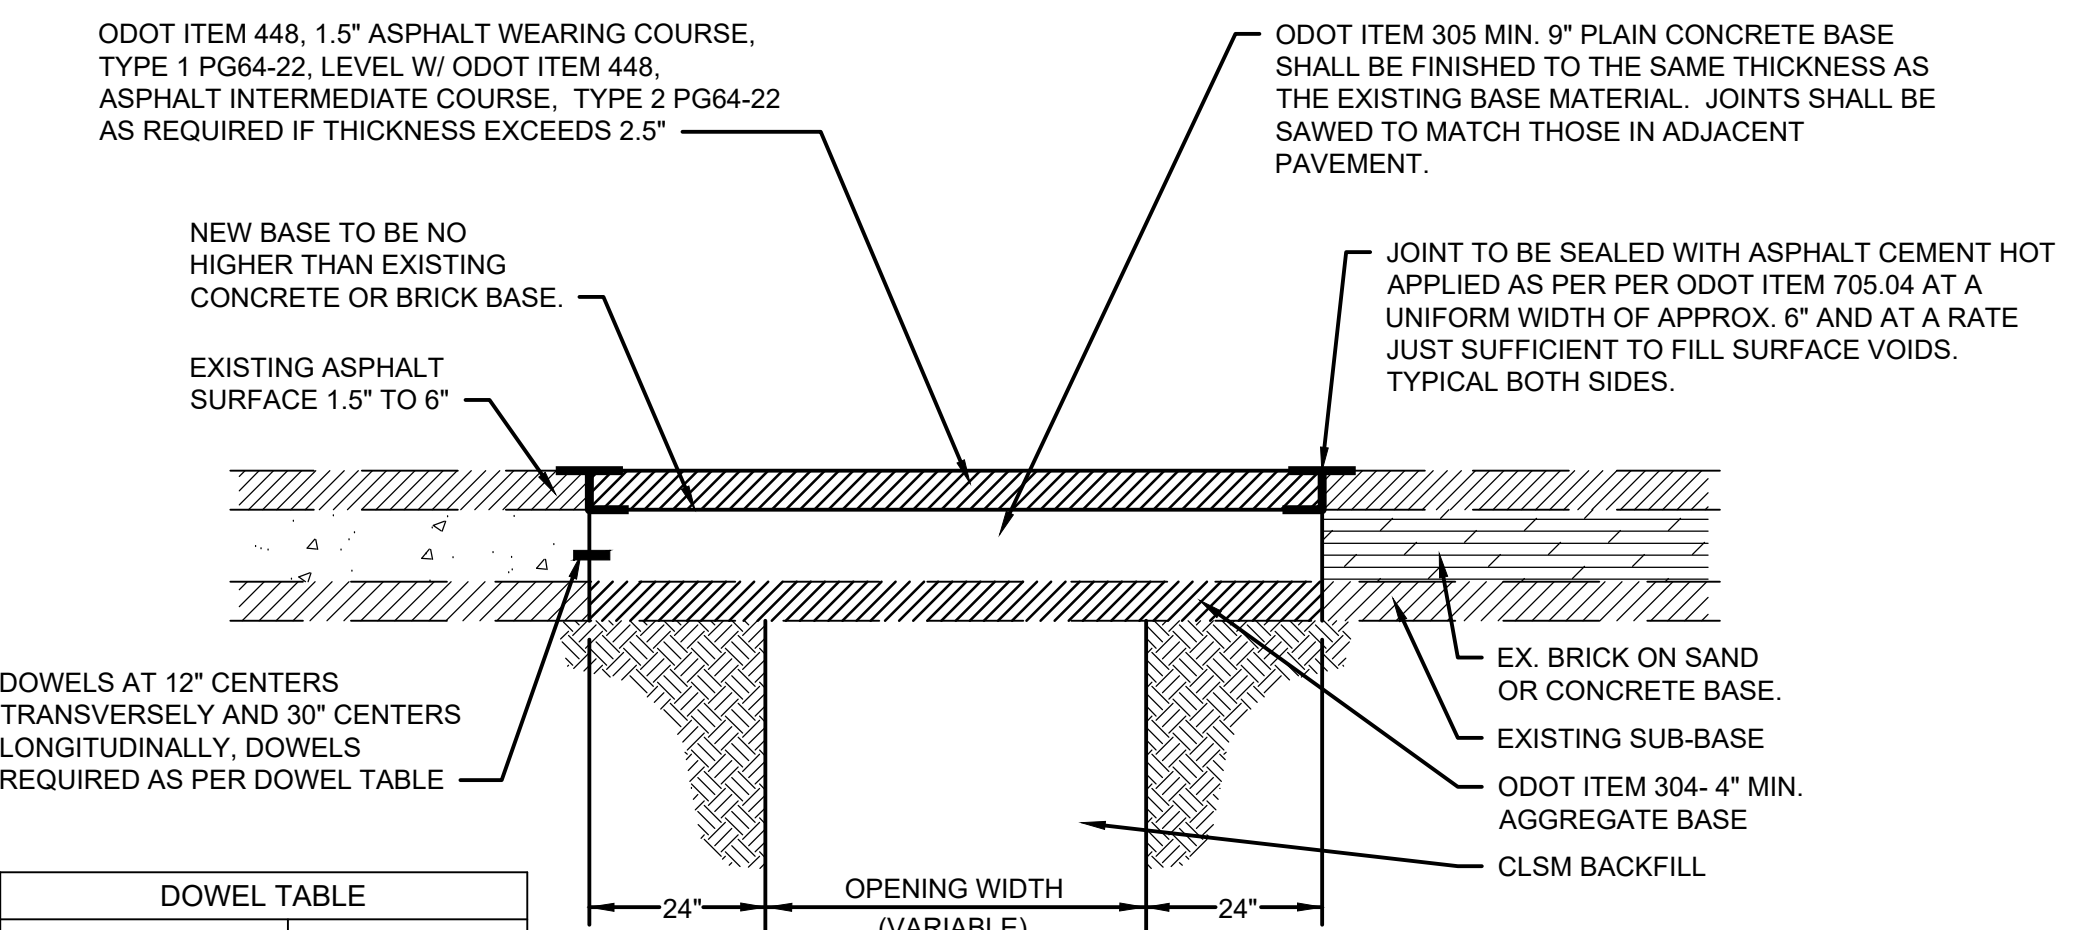 ODOT ITEM 448, 1.5" ASPHALT WEARING COURSE,
TYPE 1 PG64-22, LEVEL W/ ODOT ITEM 448,
ASPHALT INTERMEDIATE COURSE, TYPE 2 PG64-22
AS REQUIRED IF THICKNESS EXCEEDS 2.5"
ODOT ITEM 305 MIN. 9" PLAIN CONCRETE BASE
SHALL BE FINISHED TO THE SAME THICKNESS AS
THE EXISTING BASE MATERIAL. JOINTS SHALL BE
SAWED TO MATCH THOSE IN ADJACENT
PAVEMENT.
NEW BASE TO BE NO
HIGHER THAN EXISTING
CONCRETE OR BRICK BASE.
JOINT TO BE SEALED WITH ASPHALT CEMENT HOT
APPLIED AS PER PER ODOT ITEM 705.04 AT A
UNIFORM WIDTH OF APPROX. 6" AND AT A RATE
JUST SUFFICIENT TO FILL SURFACE VOIDS.
TYPICAL BOTH SIDES.
EXISTING ASPHALT
SURFACE 1.5" TO 6"
DOWELS AT 12" CENTERS
TRANSVERSELY AND 30" CENTERS
LONGITUDINALLY, DOWELS
REQUIRED AS PER DOWEL TABLE
EX. BRICK ON SAND
OR CONCRETE BASE.
EXISTING SUB-BASE
ODOT ITEM 304- 4" MIN.
AGGREGATE BASE
CLSM BACKFILL
DOWEL TABLE
24"
OPENING WIDTH
(VARIABLE)
24"